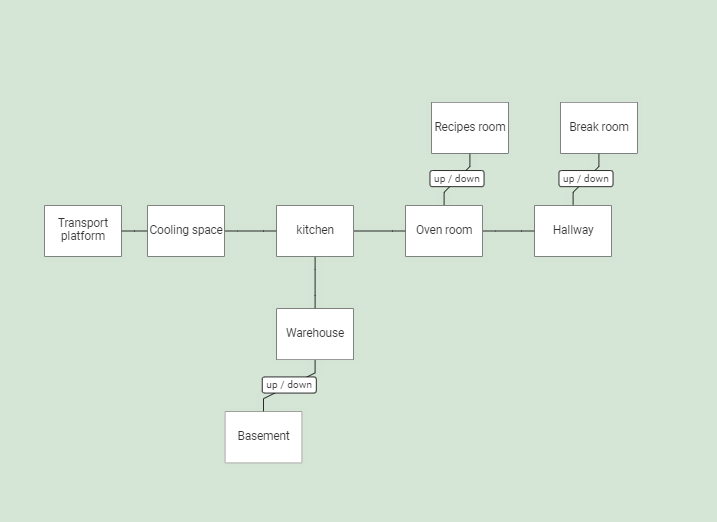 Recipes room
Break room
up / down
up / down
Transport
platform
Cooling space
kitchen
Oven room
Hallway
Warehouse
up / down
Basement